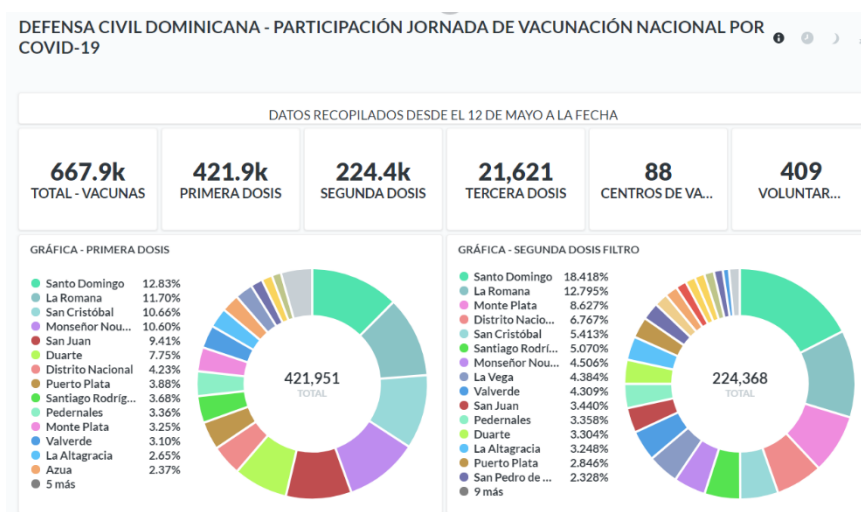 DEFENSA CIVIL DOMINICANA - PARTICIPACIÓN JORNADA DE VACUNACIÓN NACIONAL POR
COVID-19
DATOS RECOPILADOS DESDE EL 12 DE MAYO A LA FECHA
667.9k
TOTAL - VACUNAS
421.9k
PRIMERA DOSIS
224.4k
SEGUNDA DOSIS
21,621
TERCERA DOSIS
88
CENTROS DE VA...
409
VOLUNTAR...
GRÁFICA - PRIMERA DOSIS
Santo Domingo 12.83%
La Romana 11.70%
San Cristóbal 10.66%
Monseñor Nou... 10.60%
San Juan 9.41%
Duarte 7.75%
Distrito Nacional 4.23%
Puerto Plata 3.88%
Santiago Rodríg... 3.68%
Pedernales 3.36%
Monte Plata 3.25%
Valverde 3.10%
La Altagracia 2.65%
Azua 2.37%
5 más
421,951
TOTAL
GRÁFICA - SEGUNDA DOSIS FILTRO
Santo Domingo 18.418%
La Romana 12.795%
Monte Plata 8.627%
Distrito Nacio... 6.767%
San Cristóbal 5.413%
Santiago Rodrí... 5.070%
Monseñor Nou... 4.506%
La Vega 4.384%
Valverde 4.309%
San Juan 3.440%
Pedernales 3.358%
Duarte 3.304%
La Altagracia 3.248%
Puerto Plata 2.846%
San Pedro de ... 2.328%
9 más
224,368
TOTAL